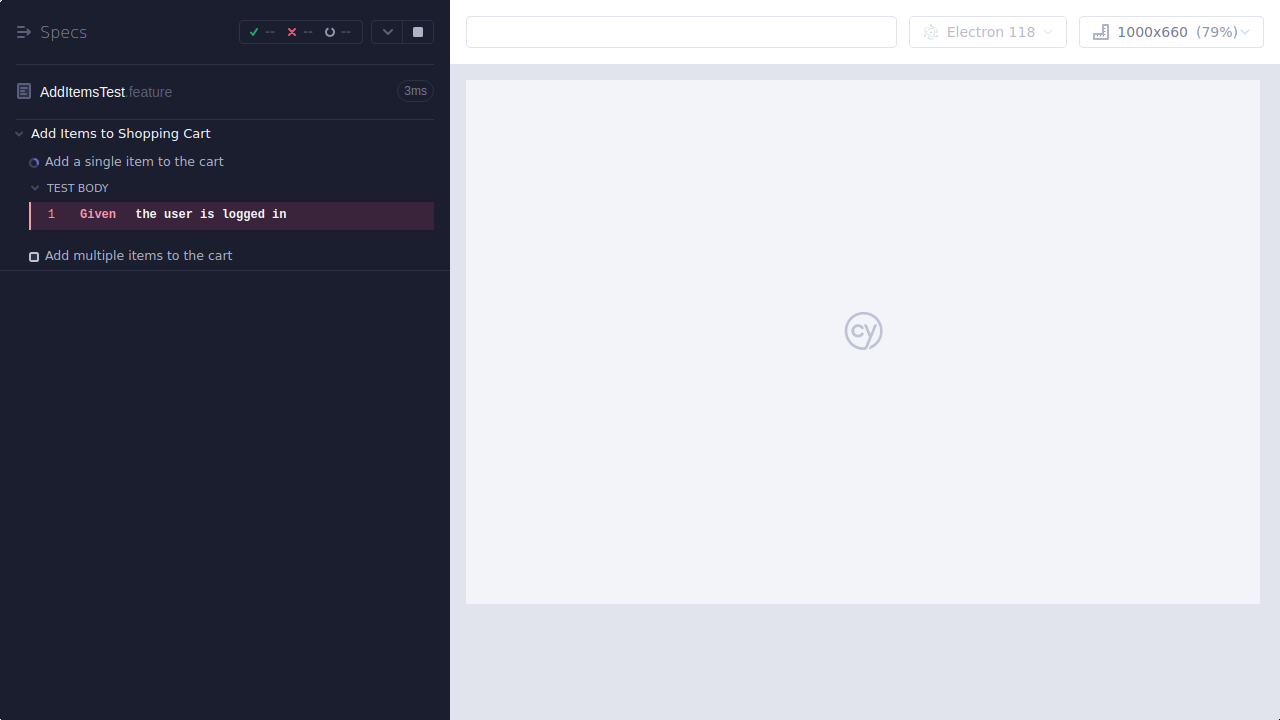 Specs
-- -- --
AddItemsTest.feature 3ms
Add Items to Shopping Cart
Add a single item to the cart
TEST BODY
1 Given the user is logged in
Add multiple items to the cart
Electron 118
1000x660 (79%)
cy